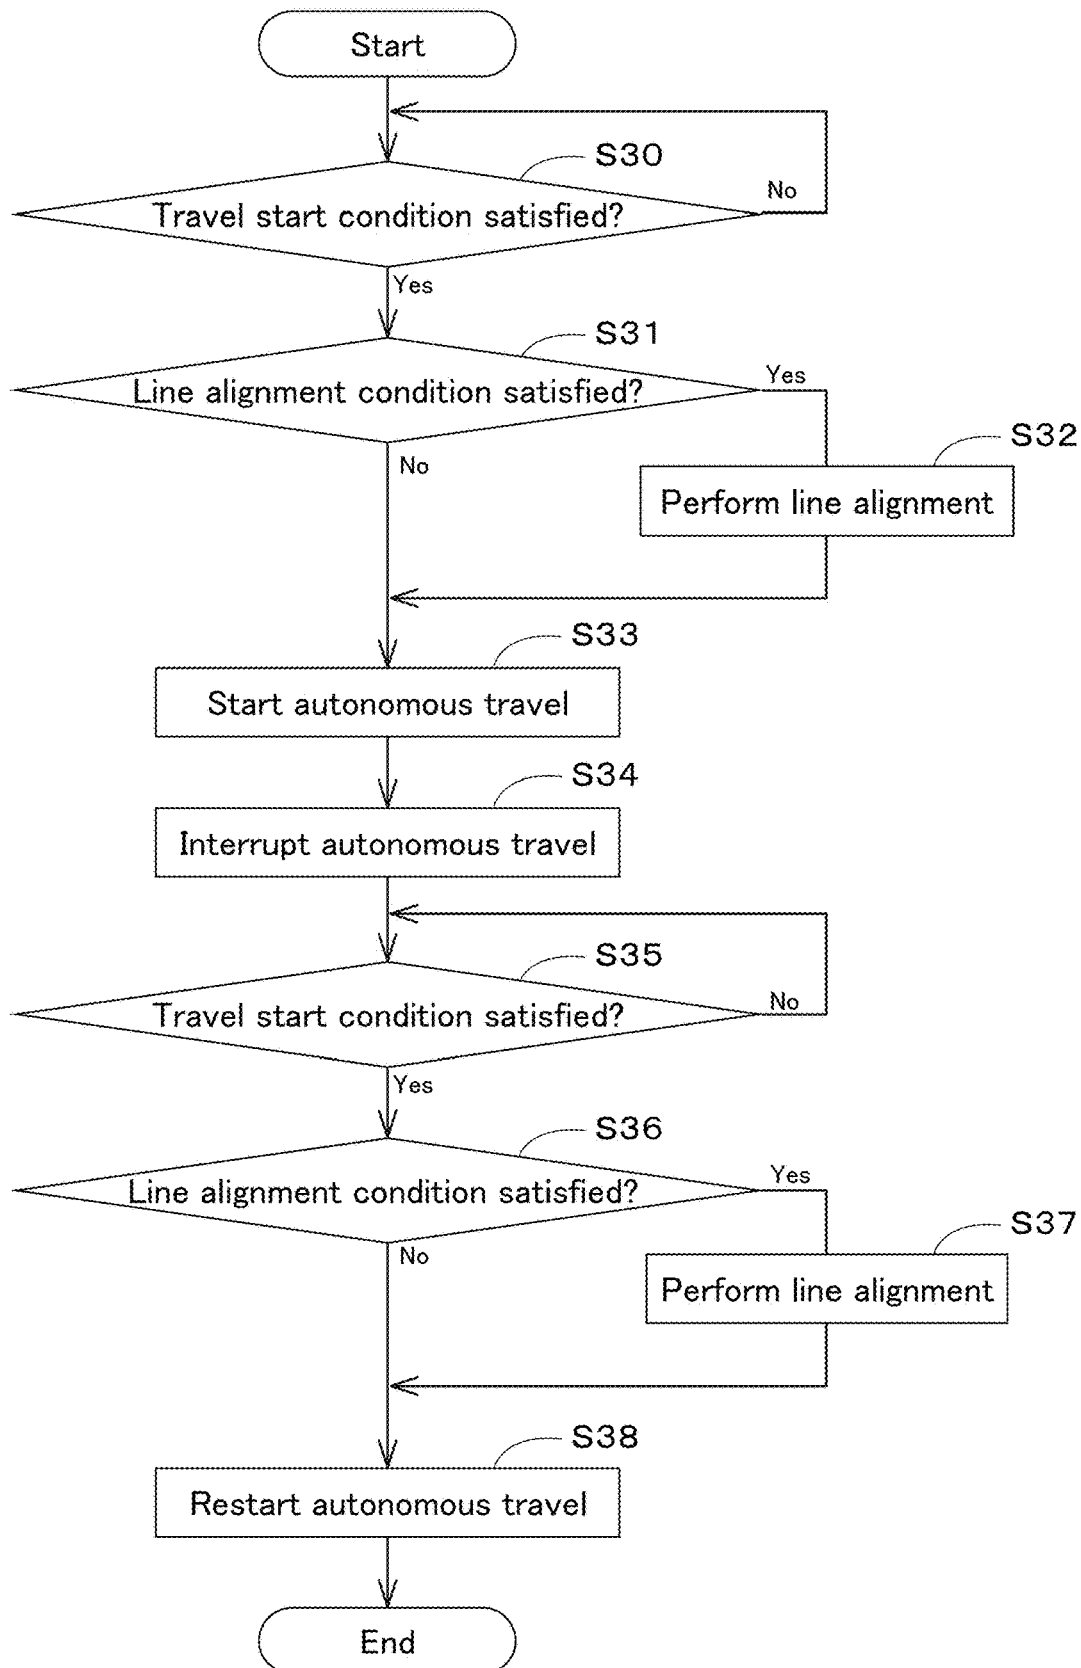 Start
S30
Travel start condition satisfied?
No
Yes
S31
Line alignment condition satisfied?
Yes
No
S32
Perform line alignment
S33
Start autonomous travel
S34
Interrupt autonomous travel
S35
Travel start condition satisfied?
No
Yes
S36
Line alignment condition satisfied?
Yes
No
S37
Perform line alignment
S38
Restart autonomous travel
End